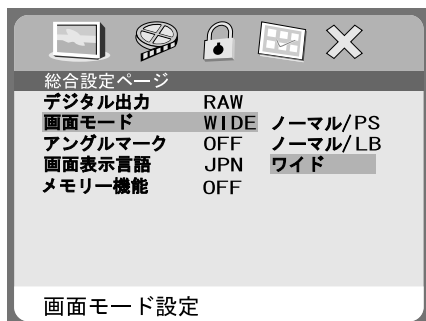 総合設定ページ
デジタル出力 RAW
画面モード WIDE ノーマル/PS
アングルマーク OFF ノーマル/LB
画面表示言語 JPN ワイド
メモリー機能 OFF
画面モード設定